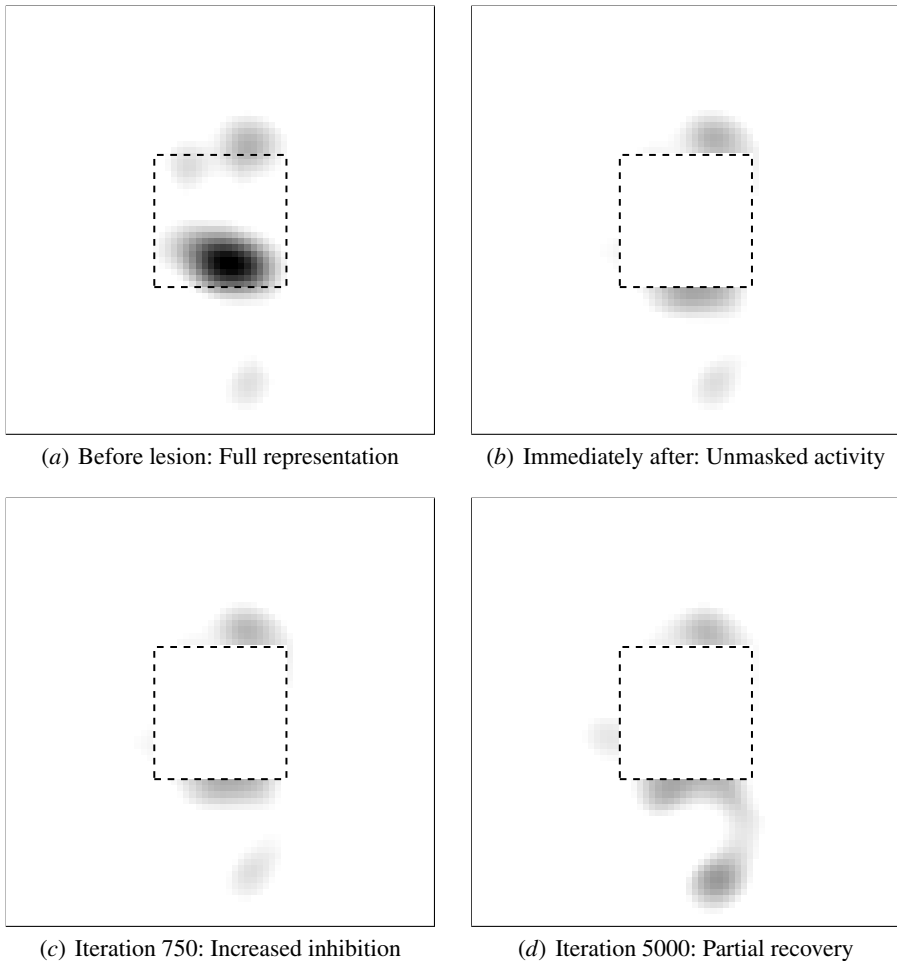 (a) Before lesion: Full representation
(b) Immediately after: Unmasked activity
(c) Iteration 750: Increased inhibition
(d) Iteration 5000: Partial recovery